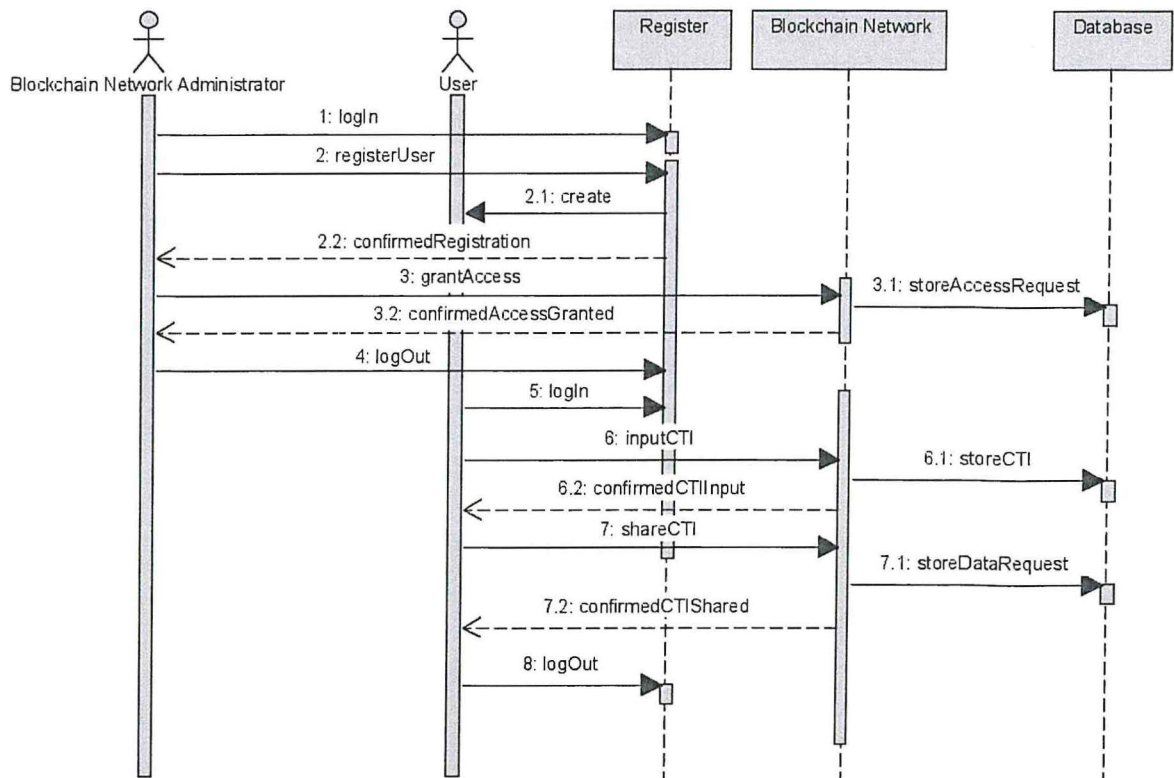 Register
Blockchain Network
Database
Blockchain Network Administrator
User
1: logIn
2: registerUser
2.1: create
2.2: confirmedRegistration
3: grantAccess
3.1: storeAccessRequest
3.2: confirmedAccessGranted
4: logOut
5: logIn
6: inputCTI
6.1: storeCTI
6.2: confirmedCTIInput
7: shareCTI
7.1: storeDataRequest
7.2: confirmedCTIShared
8: logOut